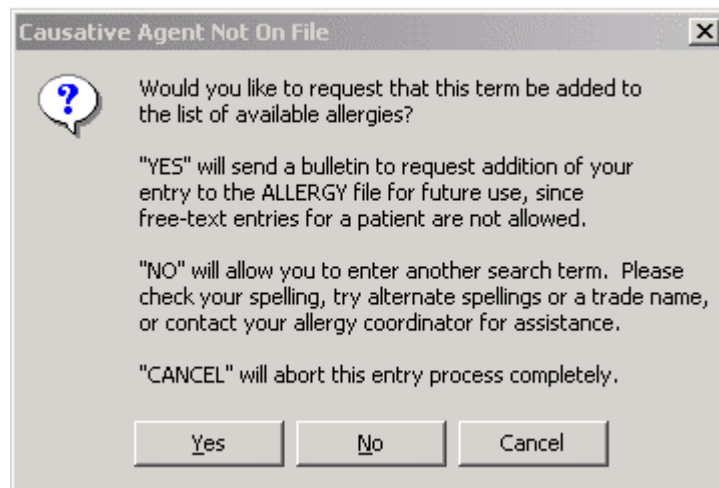 Causative Agent Not On File
Would you like to request that this term be added to
the list of available allergies?
"YES" will send a bulletin to request addition of your
entry to the ALLERGY file for future use, since
free-text entries for a patient are not allowed.
"NO" will allow you to enter another search term.  Please
check your spelling, try alternate spellings or a trade name,
or contact your allergy coordinator for assistance.
"CANCEL" will abort this entry process completely.
Yes No Cancel